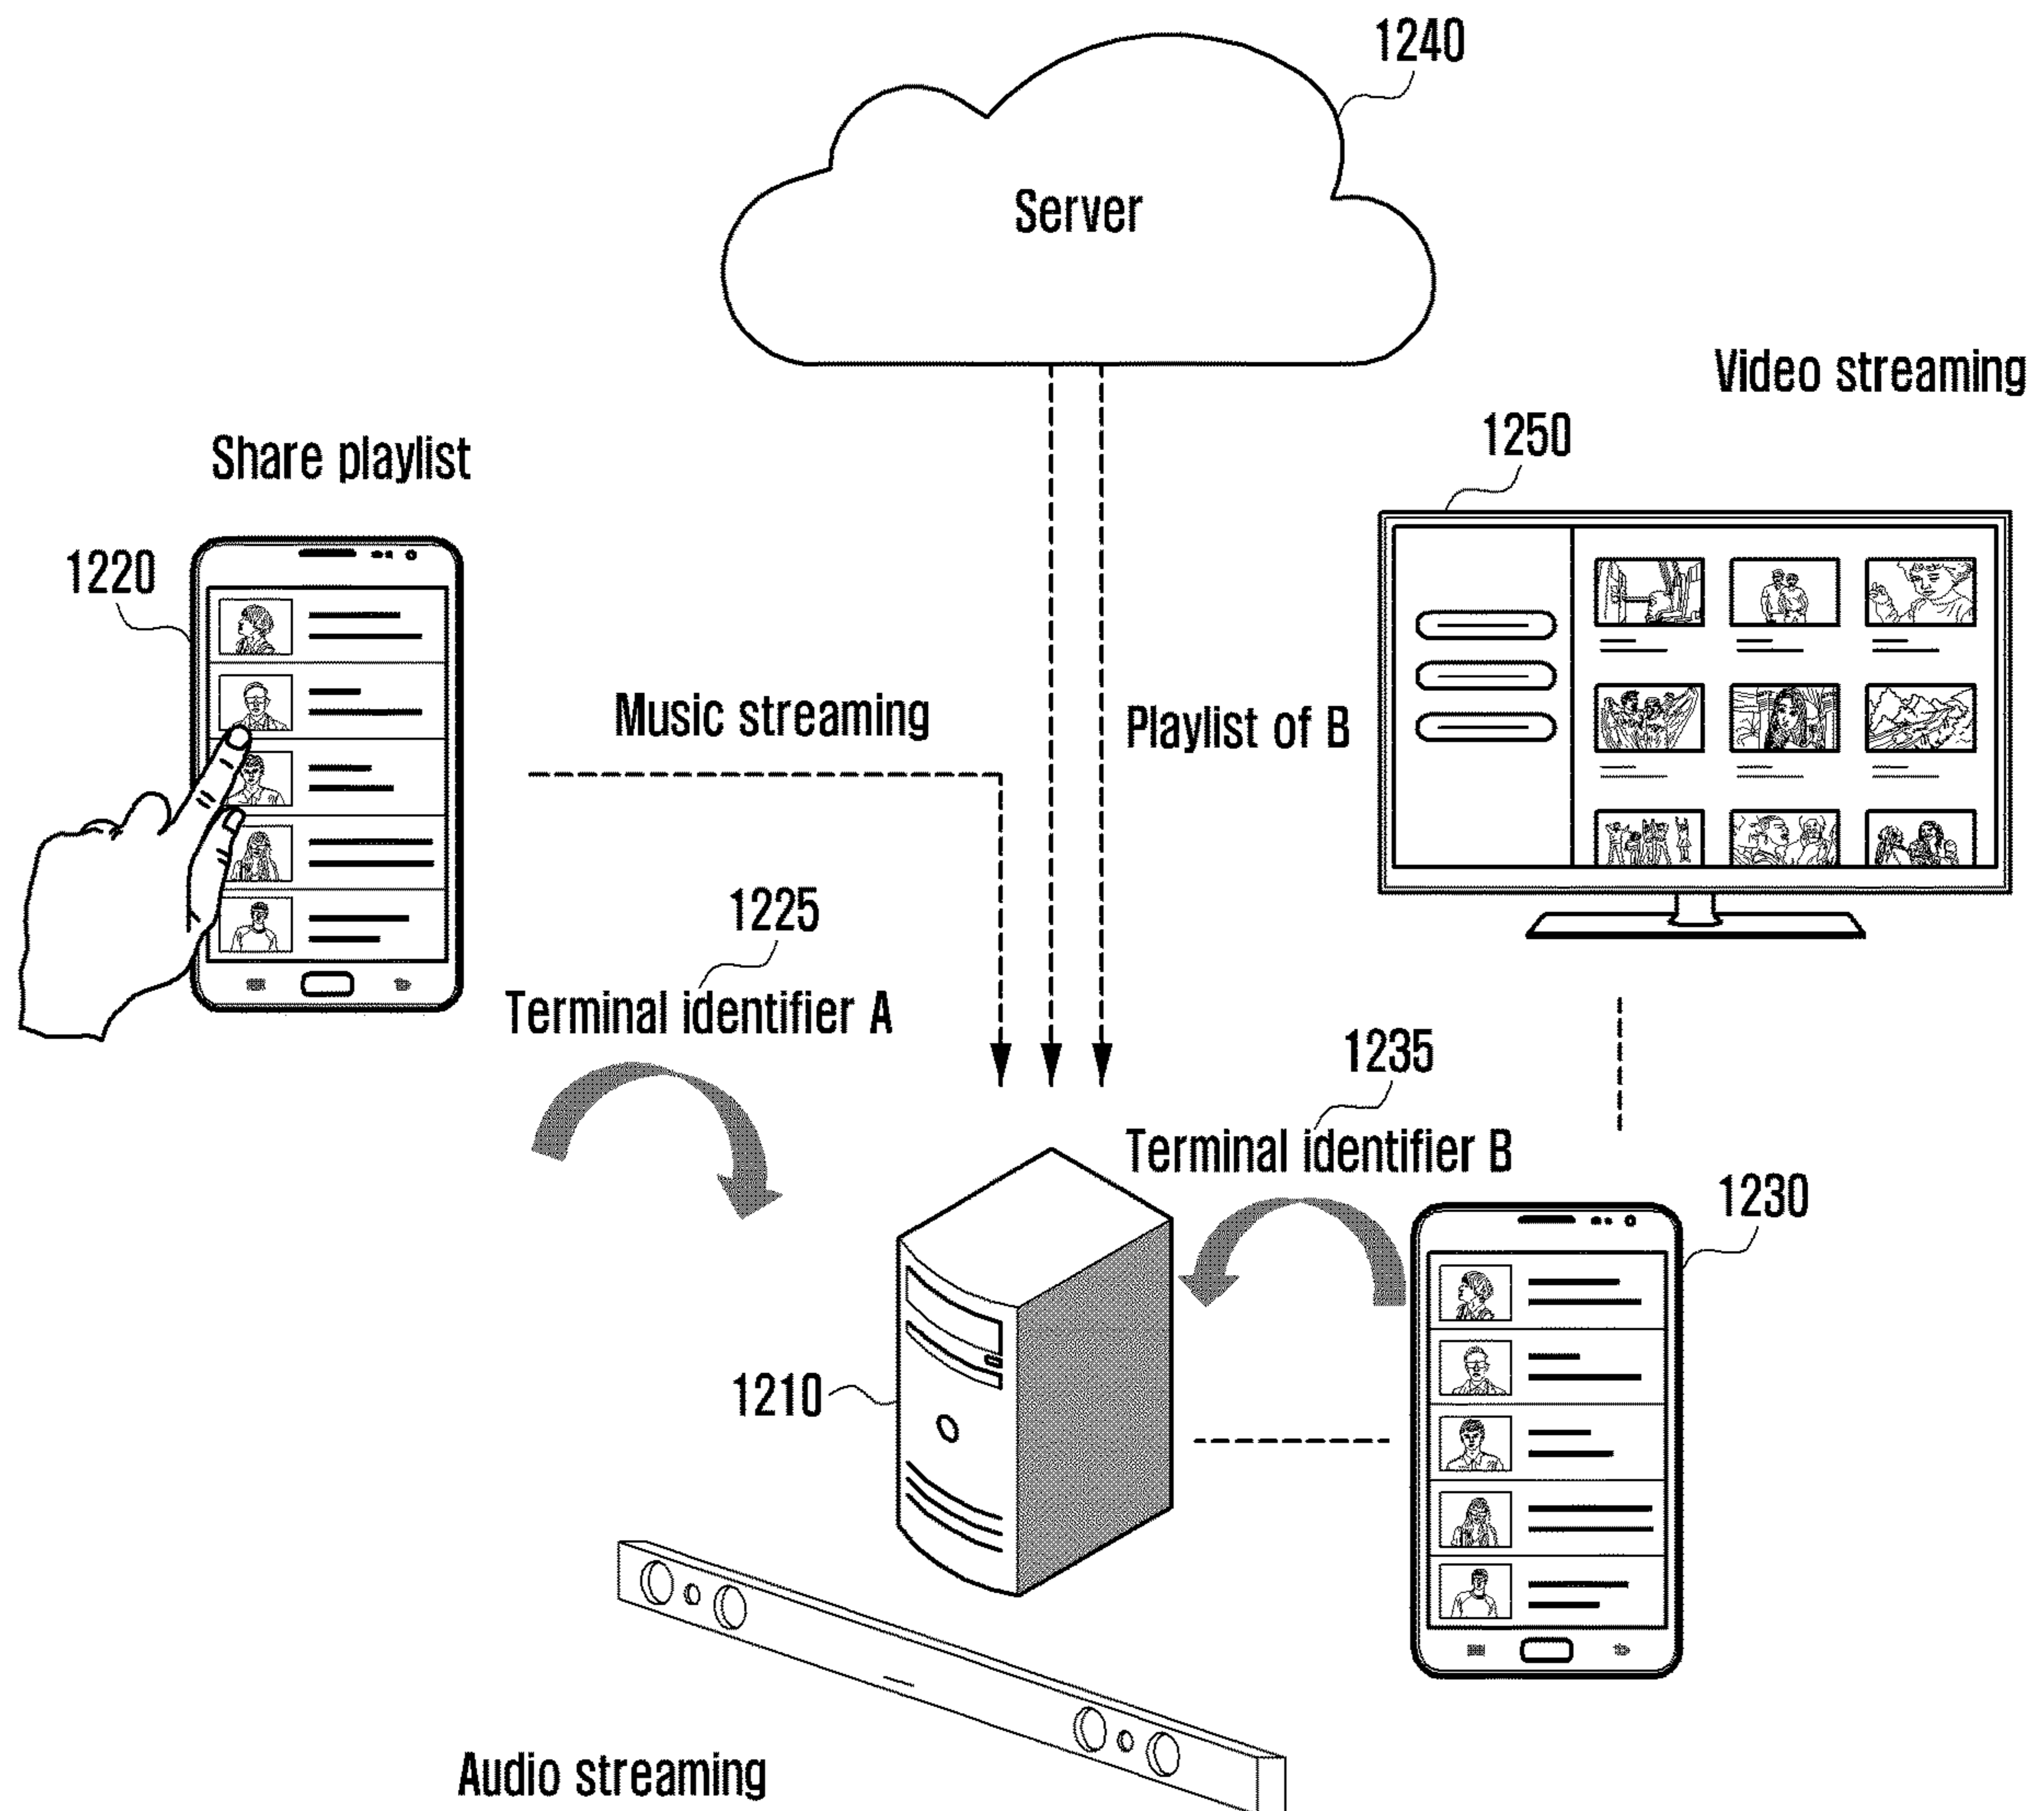 1240
Server
Video streaming
1250
Share playlist
1220
Music streaming
Playlist of B
1225
Terminal identifier A
1235
Terminal identifier B
1230
1210
Audio streaming